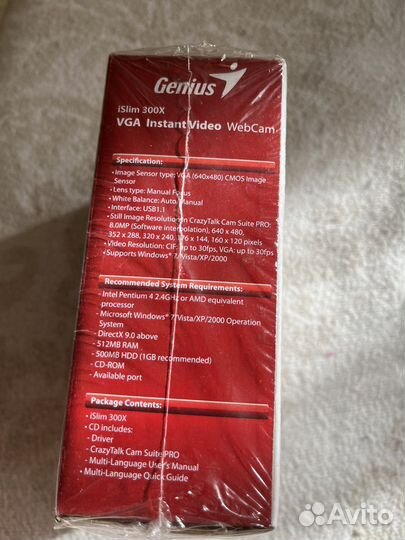 Genius
iSlim 300X
VGA InstantVideo WebCam
Specification:
• Image Sensor type: VGA (640x480) CMOS Image
Sensor
• Lens type: Manual Focus
• White Balance: Auto/Manual
• Interface: USB1.1
• Still Image Resolution in CrazyTalk Cam Suite PRO:
8.0MP (Software interpolation), 640 x 480,
352 x 288, 320 x 240, 176 x 144, 160 x 120 pixels
• Video Resolution: CIF: up to 30fps, VGA: up to 30fps
• Supports Windows® 7/Vista/XP/2000
Recommended System Requirements:
- Intel Pentium 4 2.4GHz or AMD equivalent
processor
- Microsoft Windows® 7/Vista/XP/2000 Operation
System
- DirectX 9.0 above
- 512MB RAM
- 500MB HDD (1GB recommended)
- CD-ROM
- Available port
Package Contents:
• iSlim 300X
• CD includes:
- Driver
- CrazyTalk Cam Suite PRO
- Multi-Language User's Manual
• Multi-Language Quick Guide
Avito